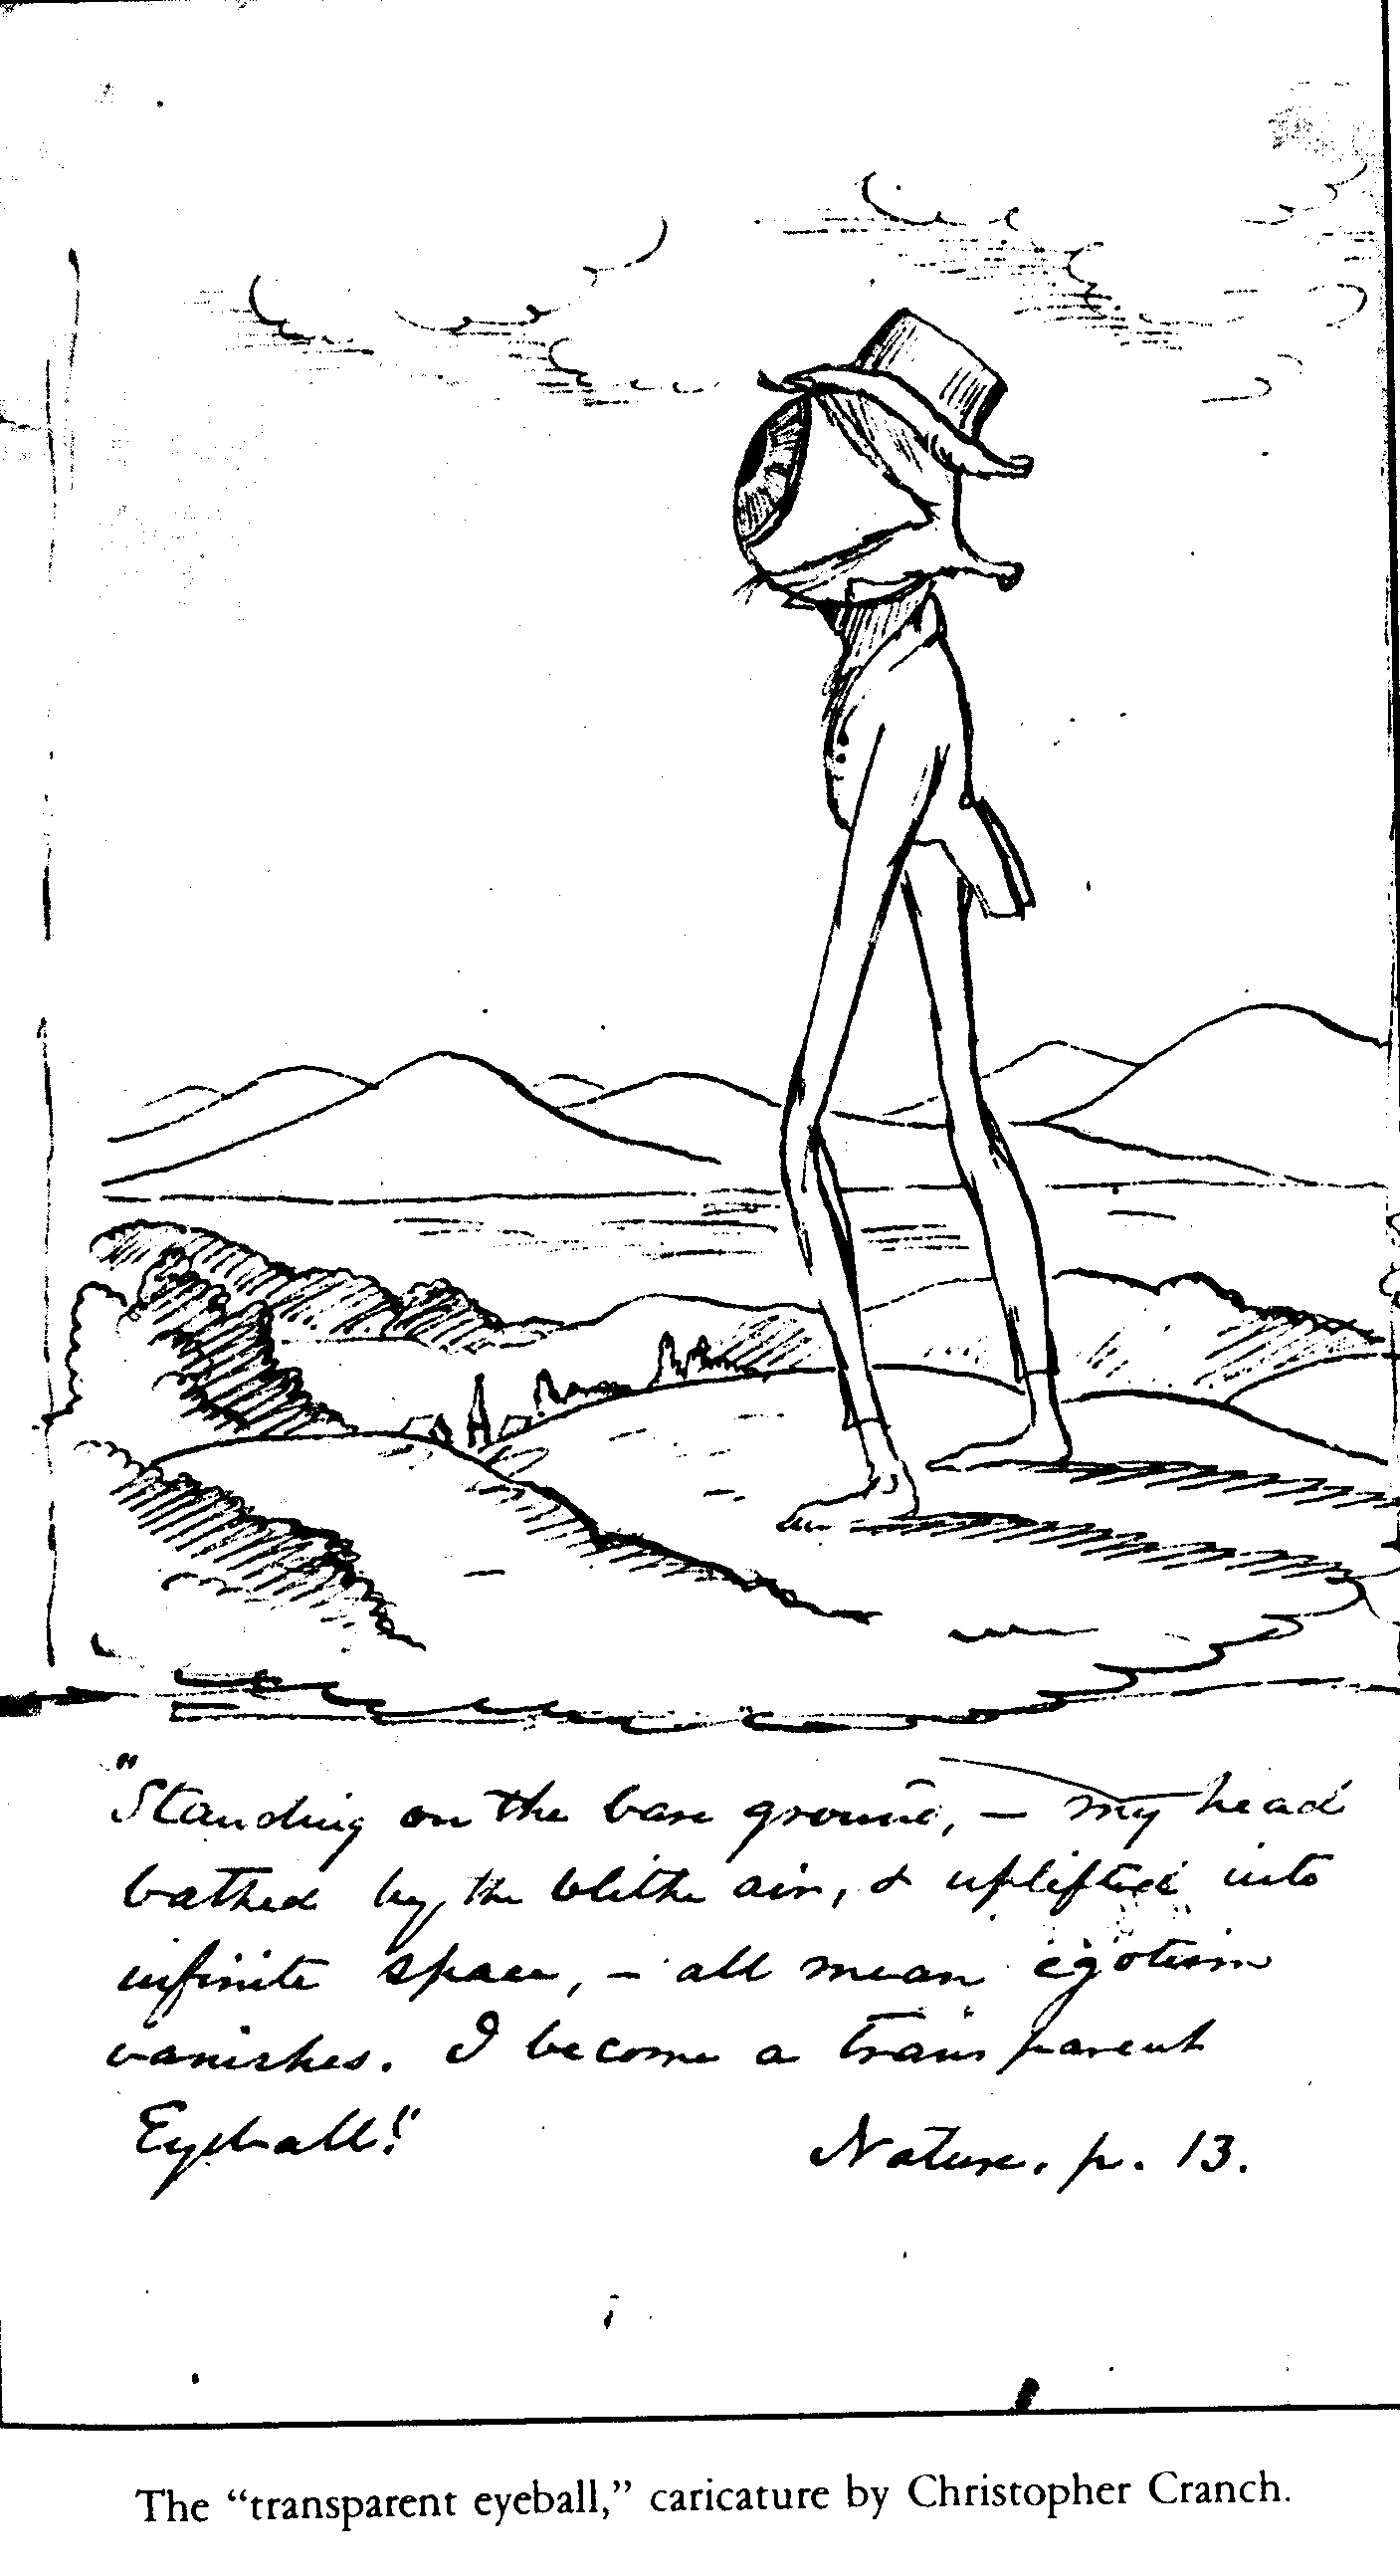 "Standing on the bare ground, – my head
bathed by the blithe air, & uplifted into
infinite space, – all mean egotism
vanishes. I become a transparent
Eyeball!"
Nature. p. 13.
The “transparent eyeball,” caricature by Christopher Cranch.